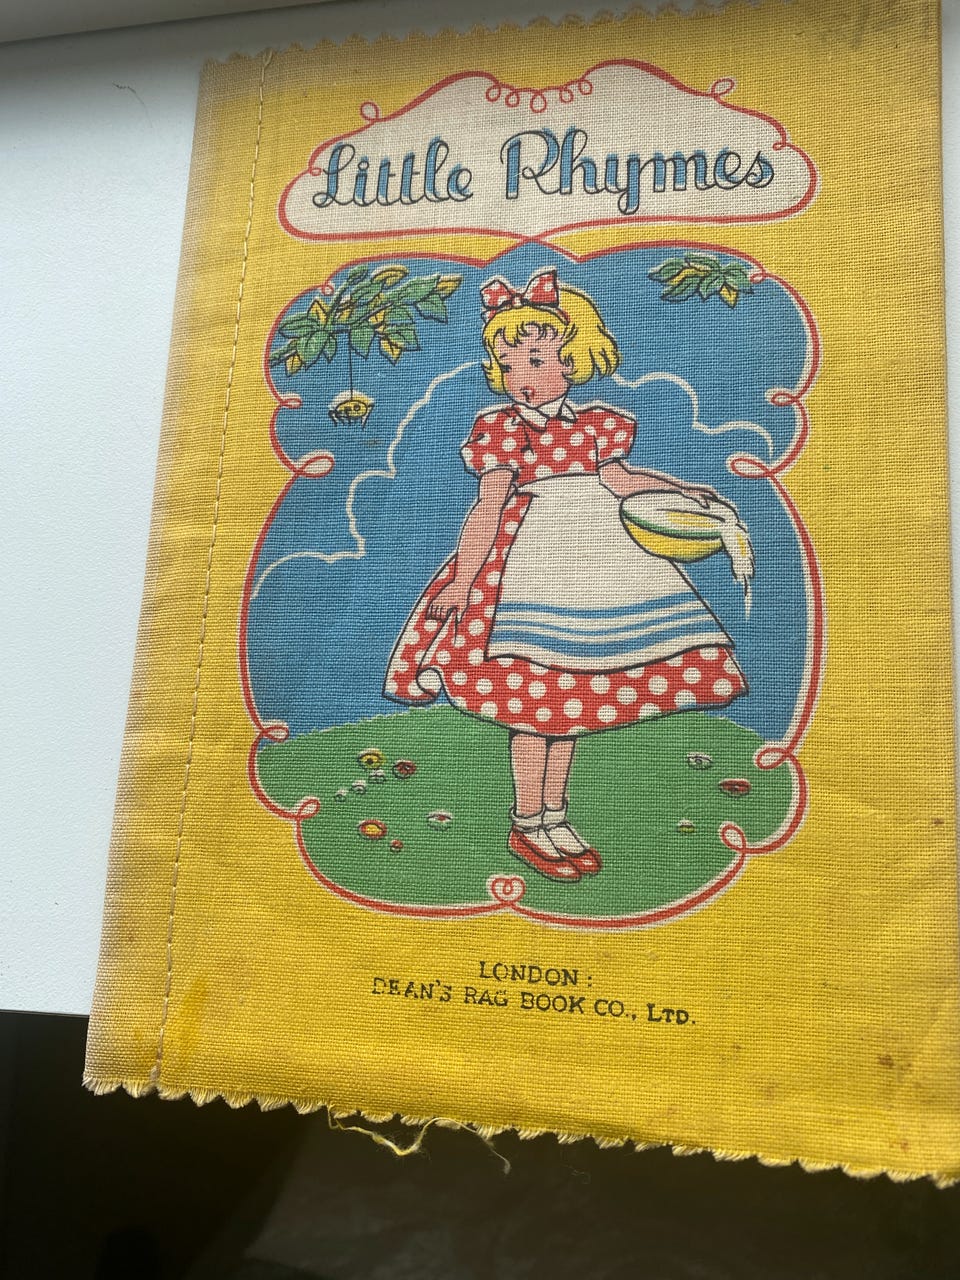 Little Rhymes
LONDON:
DEAN'S RAG BOOK CO., LTD.